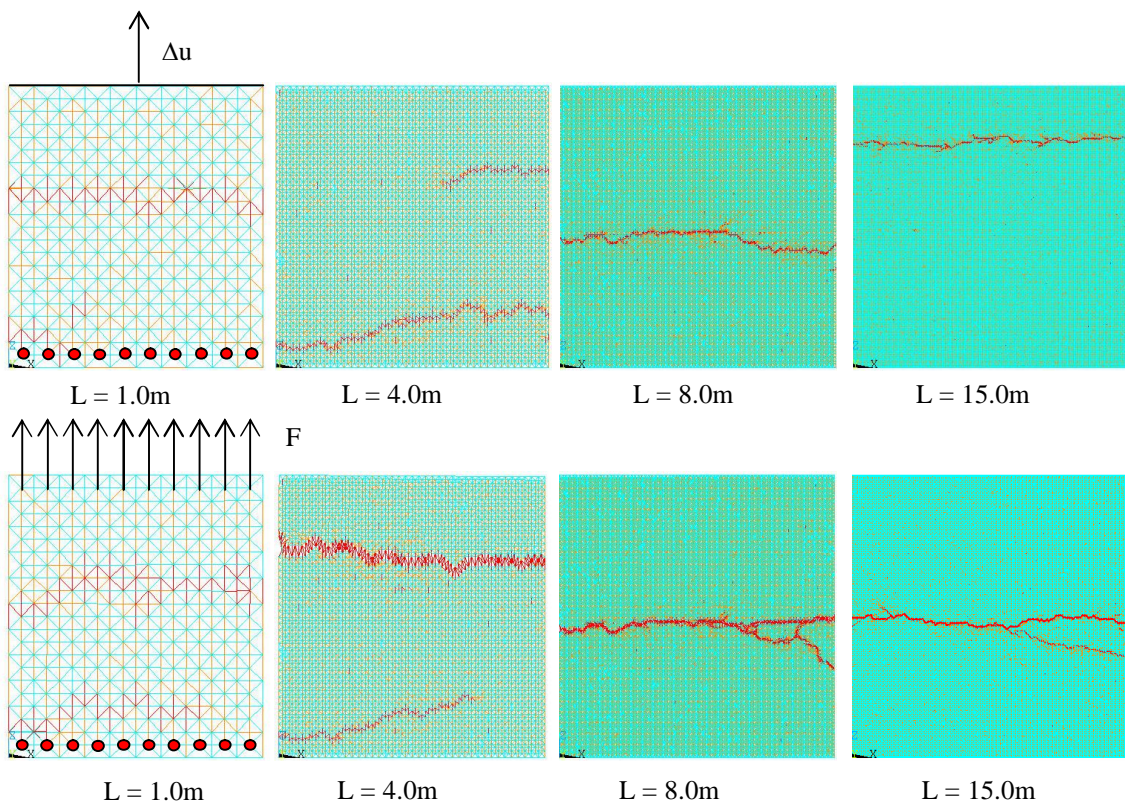 Δu
Z
X
Z
X
Z
X
Z
X
L = 1.0m
L = 4.0m
L = 8.0m
L = 15.0m
F
Z
X
Z
X
Z
X
Z
X
L = 1.0m
L = 4.0m
L = 8.0m
L = 15.0m